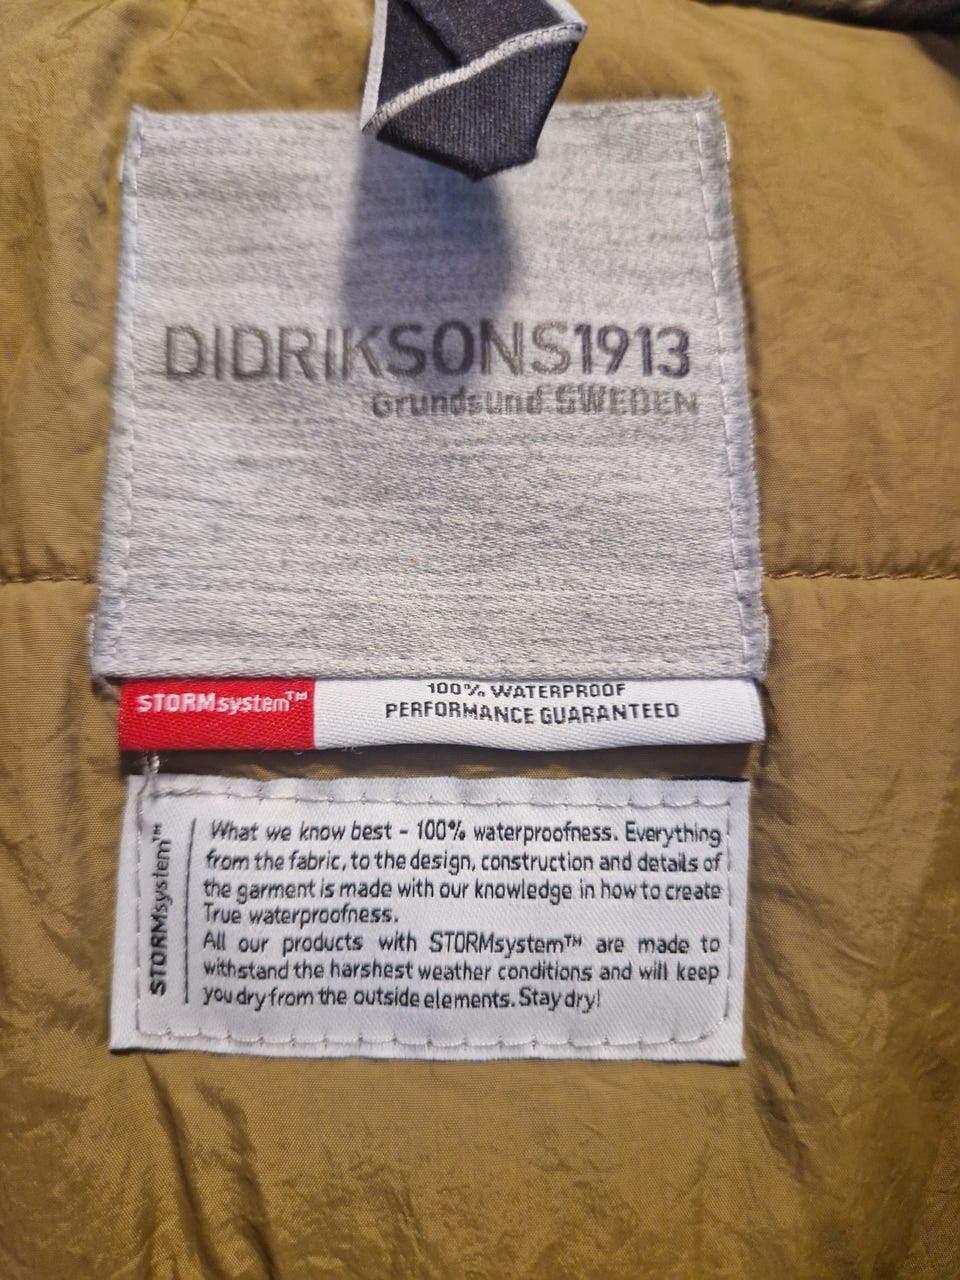 DIDRIKSONS1913
Grundsund SWEDEN
STORMsystem™
100% WATERPROOF
PERFORMANCE GUARANTEED
STORMsystem™
What we know best - 100% waterproofness. Everything
from the fabric, to the design, construction and details of
the garment is made with our knowledge in how to create
True waterproofness.
All our products with STORMsystem™ are made to
withstand the harshest weather conditions and will keep
you dry from the outside elements. Stay dry!